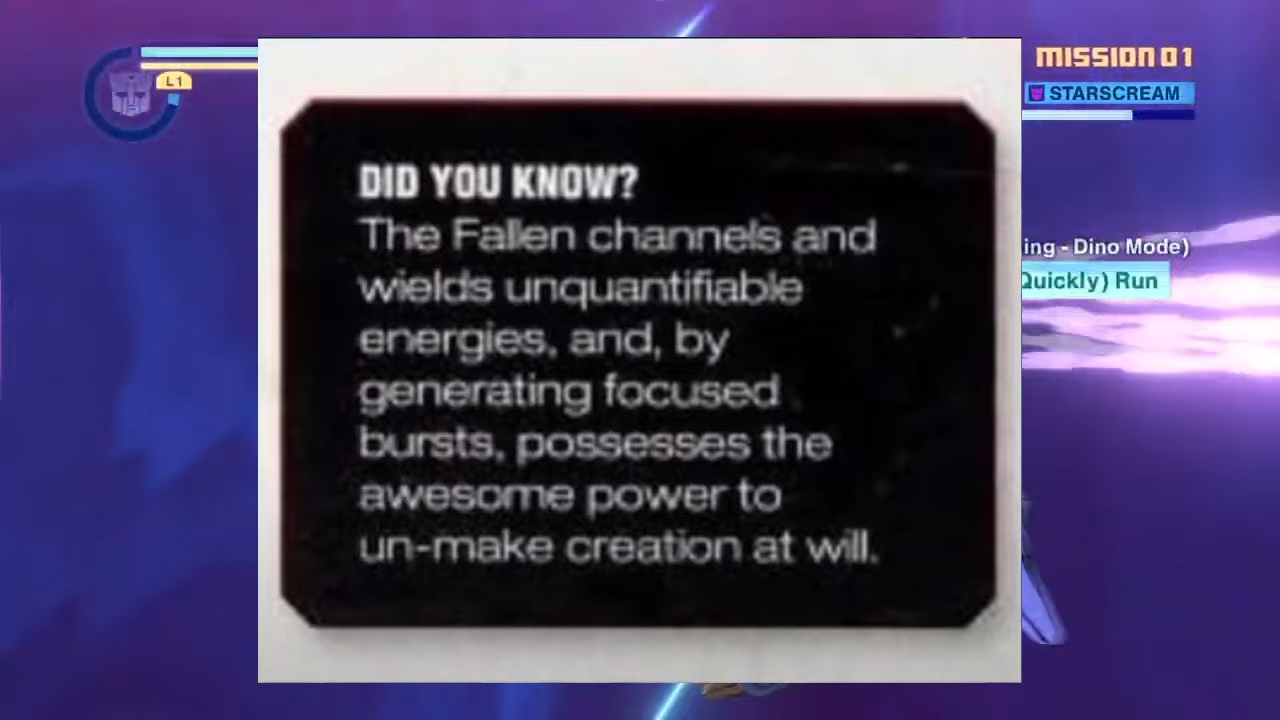 L1
MISSION 01
STARSCREAM
ing - Dino Mode)
Quickly) Run
DID YOU KNOW?
The Fallen channels and
wields unquantifiable
energies, and, by
generating focused
bursts, possesses the
awesome power to
un-make creation at will.